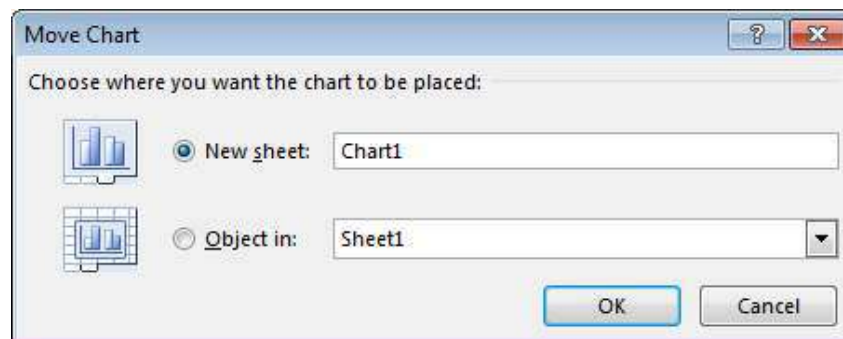 Move Chart
?
Choose where you want the chart to be placed:
New sheet: Chart1
Object in: Sheet1
OK Cancel